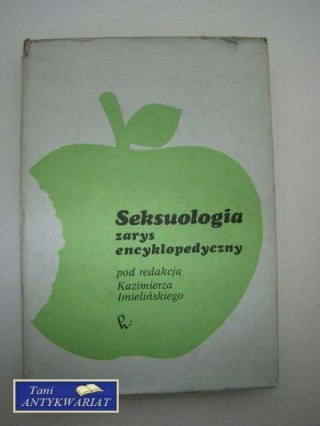 Seksuologia
zarys
encyklopedyczny
pod redakcją
Kazimierza
Imielińskiego
Tani
ANTYKWARIAT